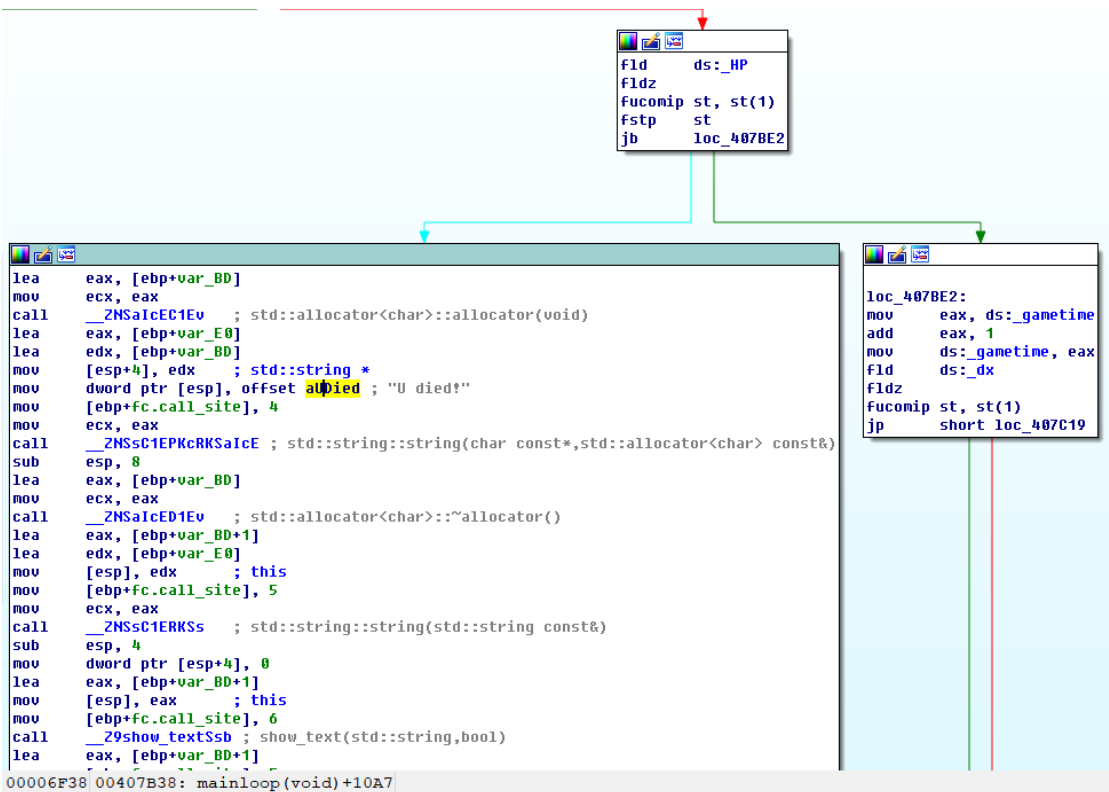 fld ds:_HP
fldz
fucomip st, st(1)
fstp st
jb loc_407BE2
lea eax, [ebp+var_BD]
mov ecx, eax
call __ZNSaIcEC1Ev ; std::allocator<char>::allocator(void)
lea eax, [ebp+var_E0]
lea edx, [ebp+var_BD]
mov [esp+4], edx ; std::string *
mov dword ptr [esp], offset aUDied ; "U died!"
mov [ebp+fc.call_site], 4
mov ecx, eax
call __ZNSsC1EPKcRKSaIcE ; std::string::string(char const*,std::allocator<char> const&)
sub esp, 8
lea eax, [ebp+var_BD]
mov ecx, eax
call __ZNSaIcED1Ev ; std::allocator<char>::~allocator()
lea eax, [ebp+var_BD+1]
lea edx, [ebp+var_E0]
mov [esp], edx ; this
mov [ebp+fc.call_site], 5
mov ecx, eax
call __ZNSsC1ERKSs ; std::string::string(std::string const&)
sub esp, 4
mov dword ptr [esp+4], 0
lea eax, [ebp+var_BD+1]
mov [esp], eax ; this
mov [ebp+fc.call_site], 6
call __Z9show_textSsb ; show_text(std::string,bool)
lea eax, [ebp+var_BD+1]
loc_407BE2:
mov eax, ds:_gametime
add eax, 1
mov ds:_gametime, eax
fld ds:_dx
fldz
fucomip st, st(1)
jp short loc_407C19
00006F38 00407B38: mainloop(void)+10A7